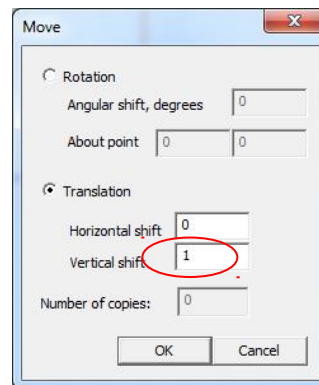 Move
Rotation
Angular shift, degrees 0
About point 0 0
Translation
Horizontal shift 0
Vertical shift 1
Number of copies: 0
OK Cancel